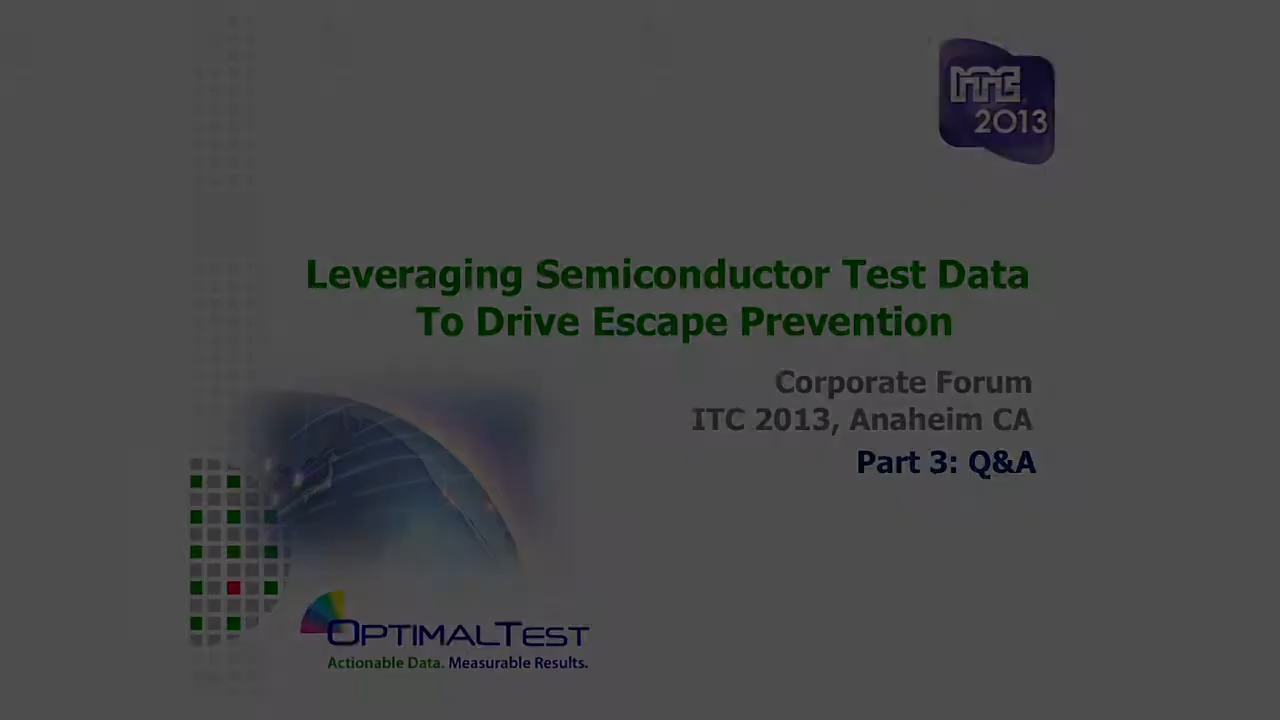 ITC
2013
Leveraging Semiconductor Test Data
To Drive Escape Prevention
Corporate Forum
ITC 2013, Anaheim CA
Part 3: Q&A
OPTIMALTEST
Actionable Data. Measurable Results.